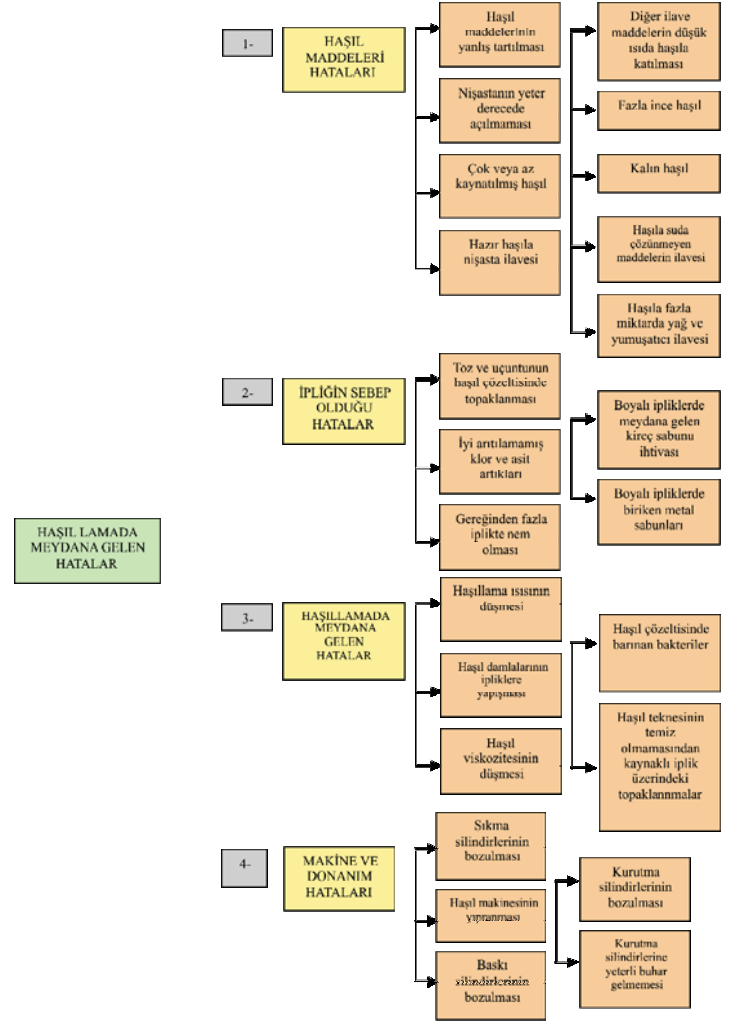 HAŞIL LAMADA
MEYDANA GELEN
HATALAR
1-
HAŞIL
MADDELERİ
HATALARI
Haşıl
maddelerinin
yanlış tartılması
Nişastanın yeter
derecede
açılmaması
Çok veya az
kaynatılmış haşıl
Hazır haşıla
nişasta ilavesi
Diğer ilave
maddelerin düşük
ısıda haşıla
katılması
Fazla ince haşıl
Kalın haşıl
Haşıla suda
çözünmeyen
maddelerin ilavesi
Haşıla fazla
miktarda yağ ve
yumuşatıcı ilavesi
2-
İPLİĞİN SEBEP
OLDUĞU
HATALAR
Toz ve uçuntunun
haşıl çözeltisinde
topaklanması
İyi arıtılamamış
klor ve asit
artıkları
Gereğinden fazla
iplikte nem
olması
Boyalı ipliklerde
meydana gelen
kireç sabunu
ihtivası
Boyalı ipliklerde
biriken metal
sabunları
3-
HAŞILLAMADA
MEYDANA
GELEN
HATALAR
Haşıllama ısısının
düşmesi
Haşıl damlalarının
ipliklere
yapışması
Haşıl
viskozitesinin
düşmesi
Haşıl çözeltisinde
barınan bakteriler
Haşıl teknesinin
temiz
olmamasından
kaynaklı iplik
üzerindeki
topaklannmalar
4-
MAKİNE VE
DONANIM
HATALARI
Sıkma
silindirlerinin
bozulması
Haşıl makinesinin
yıpranması
Baskı
silindirlerinin
bozulması
Kurutma
silindirlerinin
bozulması
Kurutma
silindirlerine
yeterli buhar
gelmemesi